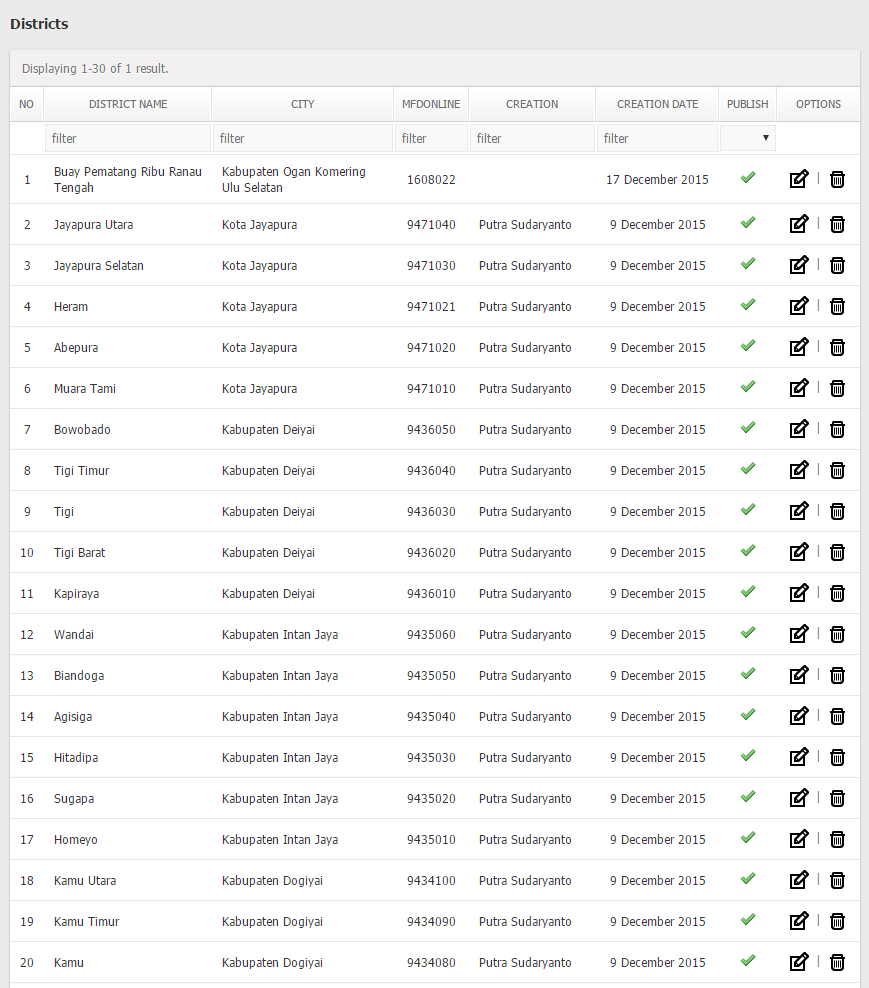 Districts
Displaying 1-30 of 1 result.
NO DISTRICT NAME CITY MFDONLINE CREATION CREATION DATE PUBLISH OPTIONS
filter filter filter filter filter
1 Buay Pematang Ribu Ranau Tengah Kabupaten Ogan Komering Ulu Selatan 1608022 17 December 2015 |
2 Jayapura Utara Kota Jayapura 9471040 Putra Sudaryanto 9 December 2015 |
3 Jayapura Selatan Kota Jayapura 9471030 Putra Sudaryanto 9 December 2015 |
4 Heram Kota Jayapura 9471021 Putra Sudaryanto 9 December 2015 |
5 Abepura Kota Jayapura 9471020 Putra Sudaryanto 9 December 2015 |
6 Muara Tami Kota Jayapura 9471010 Putra Sudaryanto 9 December 2015 |
7 Bowobado Kabupaten Deiyai 9436050 Putra Sudaryanto 9 December 2015 |
8 Tigi Timur Kabupaten Deiyai 9436040 Putra Sudaryanto 9 December 2015 |
9 Tigi Kabupaten Deiyai 9436030 Putra Sudaryanto 9 December 2015 |
10 Tigi Barat Kabupaten Deiyai 9436020 Putra Sudaryanto 9 December 2015 |
11 Kapiraya Kabupaten Deiyai 9436010 Putra Sudaryanto 9 December 2015 |
12 Wandai Kabupaten Intan Jaya 9435060 Putra Sudaryanto 9 December 2015 |
13 Biandoga Kabupaten Intan Jaya 9435050 Putra Sudaryanto 9 December 2015 |
14 Agisiga Kabupaten Intan Jaya 9435040 Putra Sudaryanto 9 December 2015 |
15 Hitadipa Kabupaten Intan Jaya 9435030 Putra Sudaryanto 9 December 2015 |
16 Sugapa Kabupaten Intan Jaya 9435020 Putra Sudaryanto 9 December 2015 |
17 Homeyo Kabupaten Intan Jaya 9435010 Putra Sudaryanto 9 December 2015 |
18 Kamu Utara Kabupaten Dogiyai 9434100 Putra Sudaryanto 9 December 2015 |
19 Kamu Timur Kabupaten Dogiyai 9434090 Putra Sudaryanto 9 December 2015 |
20 Kamu Kabupaten Dogiyai 9434080 Putra Sudaryanto 9 December 2015 |